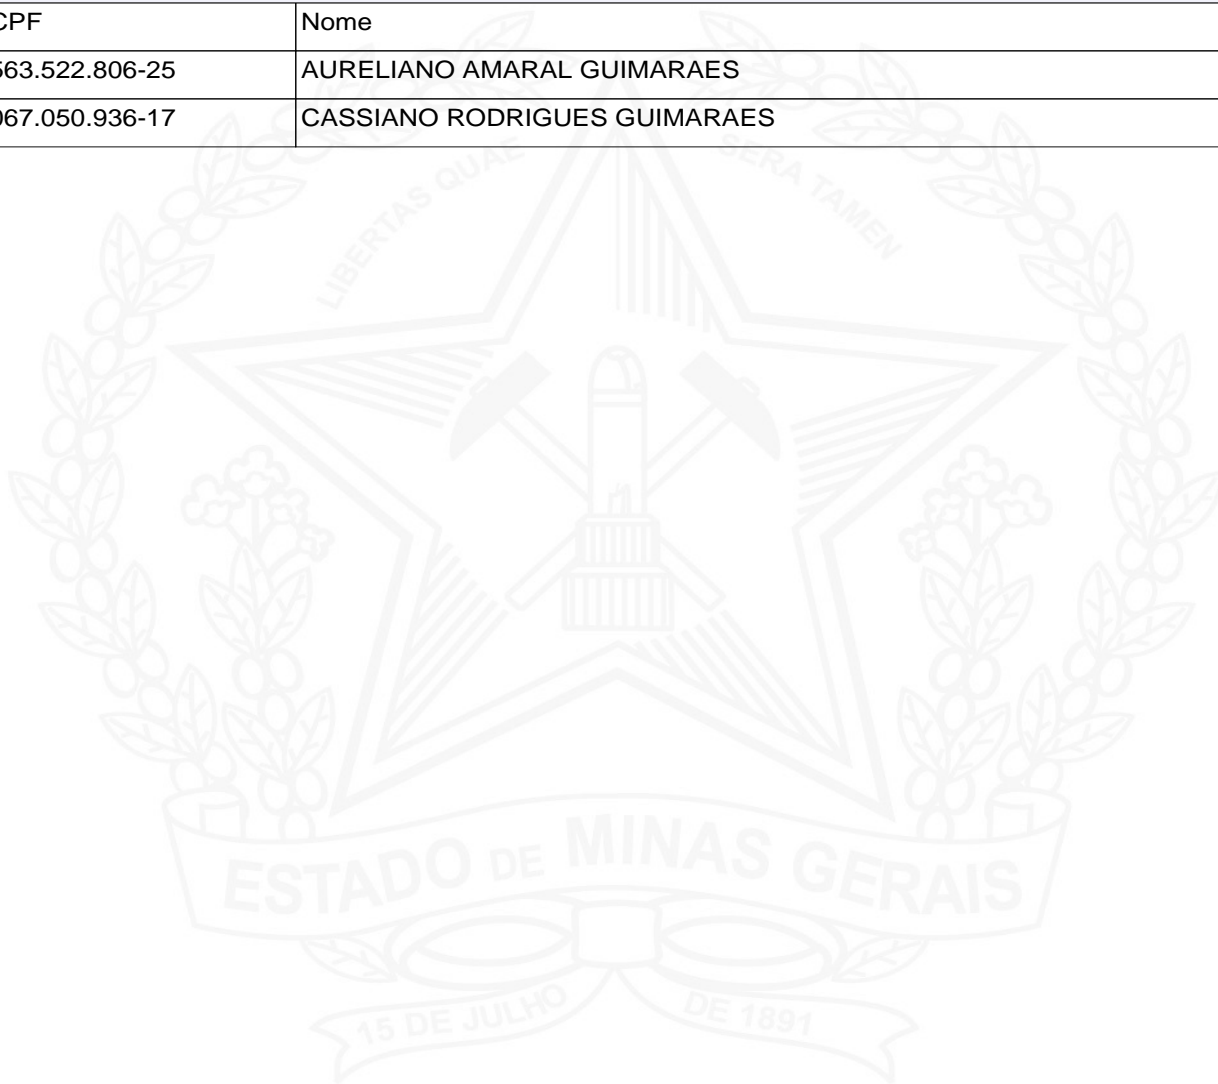 CPF Nome
563.522.806-25 AURELIANO AMARAL GUIMARAES
067.050.936-17 CASSIANO RODRIGUES GUIMARAES
LIBERTAS QUAE SERA TAMEN
ESTADO DE MINAS GERAIS
15 DE JULHO DE 1891